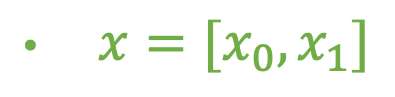 • x = [x₀, x₁]